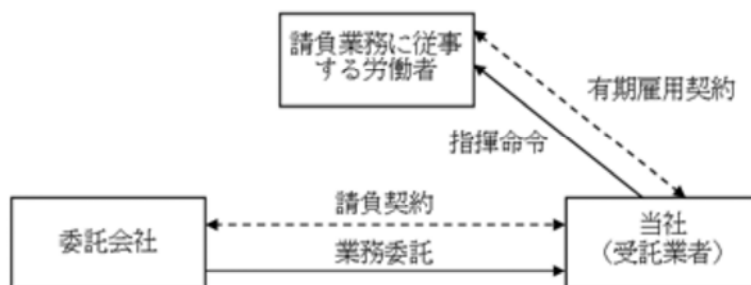 請負業務に従事
する労働者
有期雇用契約
指揮命令
請負契約
委託会社
業務委託
当社
（受託業者）